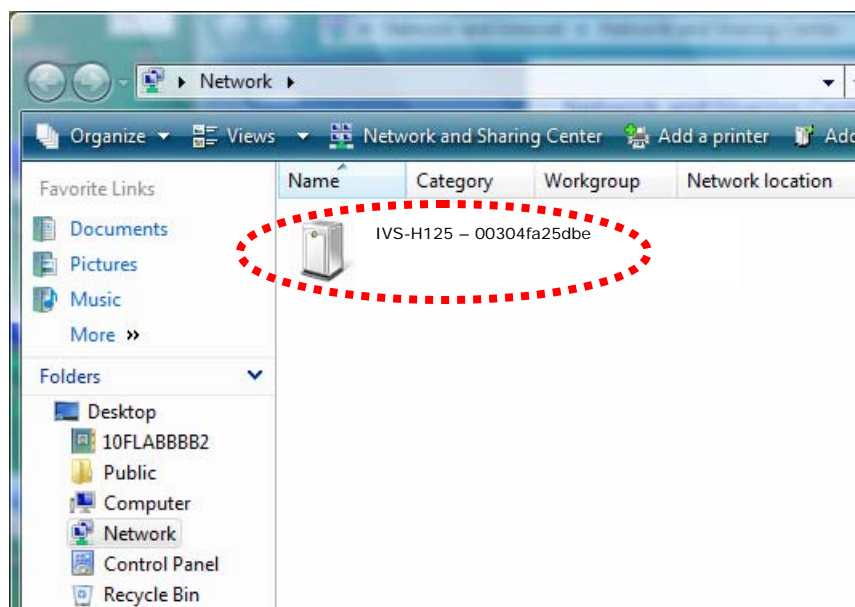 Network
Organize Views Network and Sharing Center Add a printer Add
Favorite Links
Documents
Pictures
Music
More »
Folders
Desktop
10FLABBBB2
Public
Computer
Network
Control Panel
Recycle Bin
Name Category Workgroup Network location
IVS-H125 – 00304fa25dbe